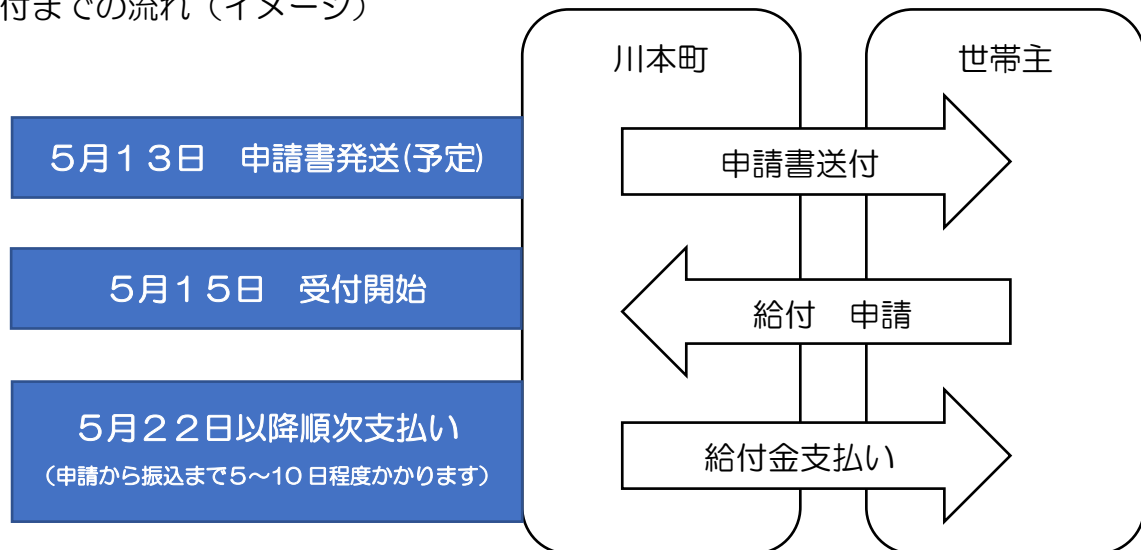 付までの流れ（イメージ）
川本町
世帯主
５月１３日　申請書発送(予定)
申請書送付
５月１５日　受付開始
給付　申請
５月２２日以降順次支払い
（申請から振込まで５～10 日程度かかります）
給付金支払い